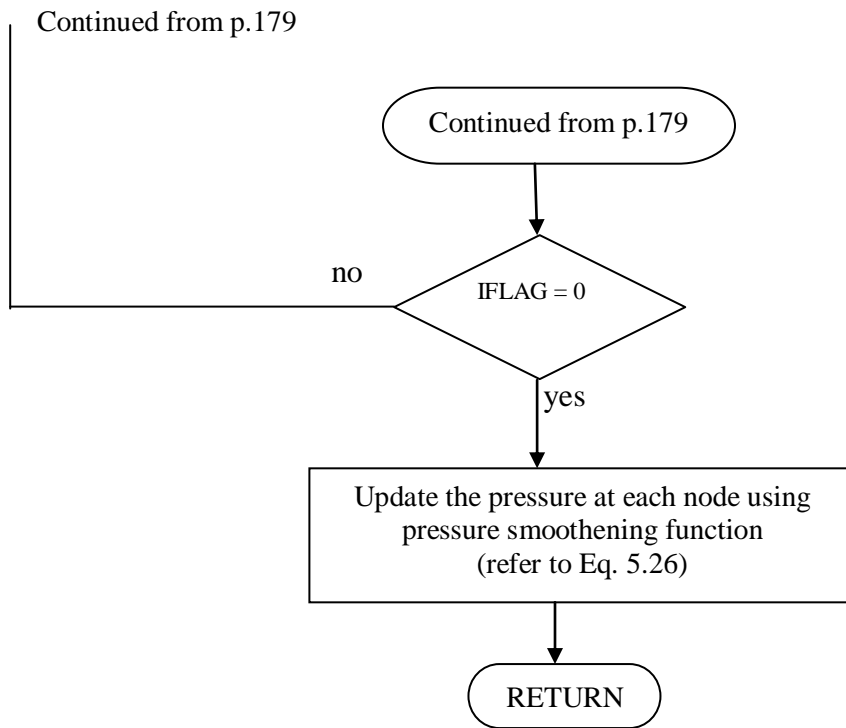 Continued from p.179
Continued from p.179
no
IFLAG = 0
yes
Update the pressure at each node using
pressure smoothening function
(refer to Eq. 5.26)
RETURN